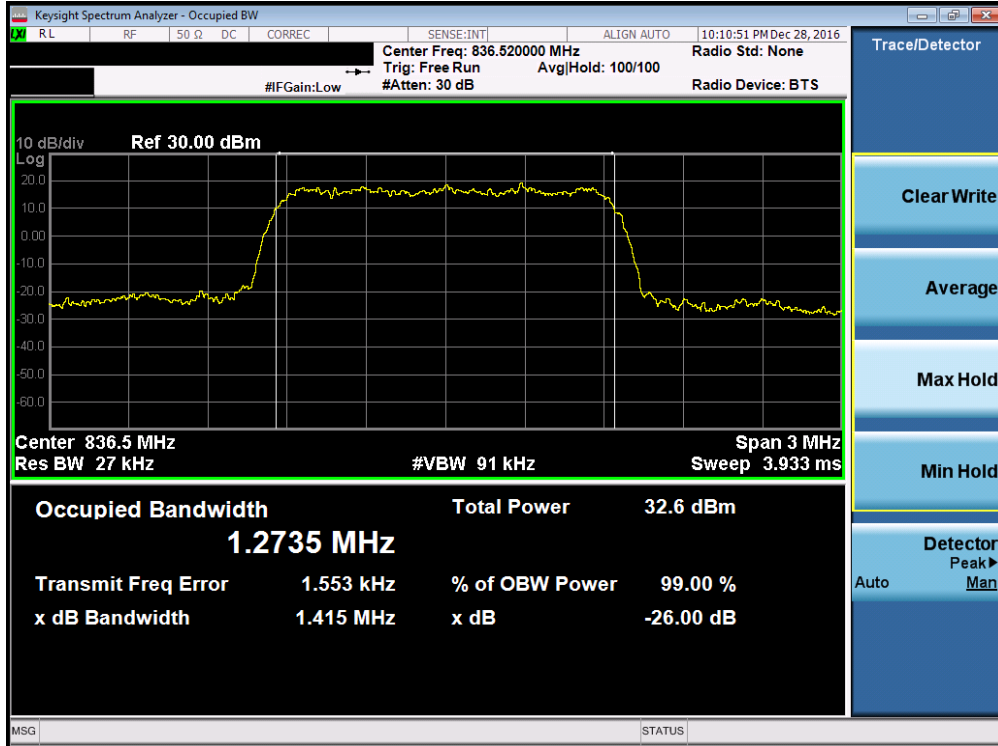 Keysight Spectrum Analyzer - Occupied BW
LXI RL RF 50 Ω DC CORREC SENSE:INT ALIGN AUTO 10:10:51 PM Dec 28, 2016
Center Freq: 836.520000 MHz Radio Std: None
Trig: Free Run Avg|Hold: 100/100
#IFGain:Low #Atten: 30 dB Radio Device: BTS
10 dB/div Ref 30.00 dBm
Log
20.0
10.0
0.00
-10.0
-20.0
-30.0
-40.0
-50.0
-60.0
Center 836.5 MHz Span 3 MHz
Res BW 27 kHz #VBW 91 kHz Sweep 3.933 ms
Occupied Bandwidth Total Power 32.6 dBm
1.2735 MHz
Transmit Freq Error 1.553 kHz % of OBW Power 99.00 %
x dB Bandwidth 1.415 MHz x dB -26.00 dB
MSG STATUS
Trace/Detector
Clear Write
Average
Max Hold
Min Hold
Detector
Peak▶
Auto Man